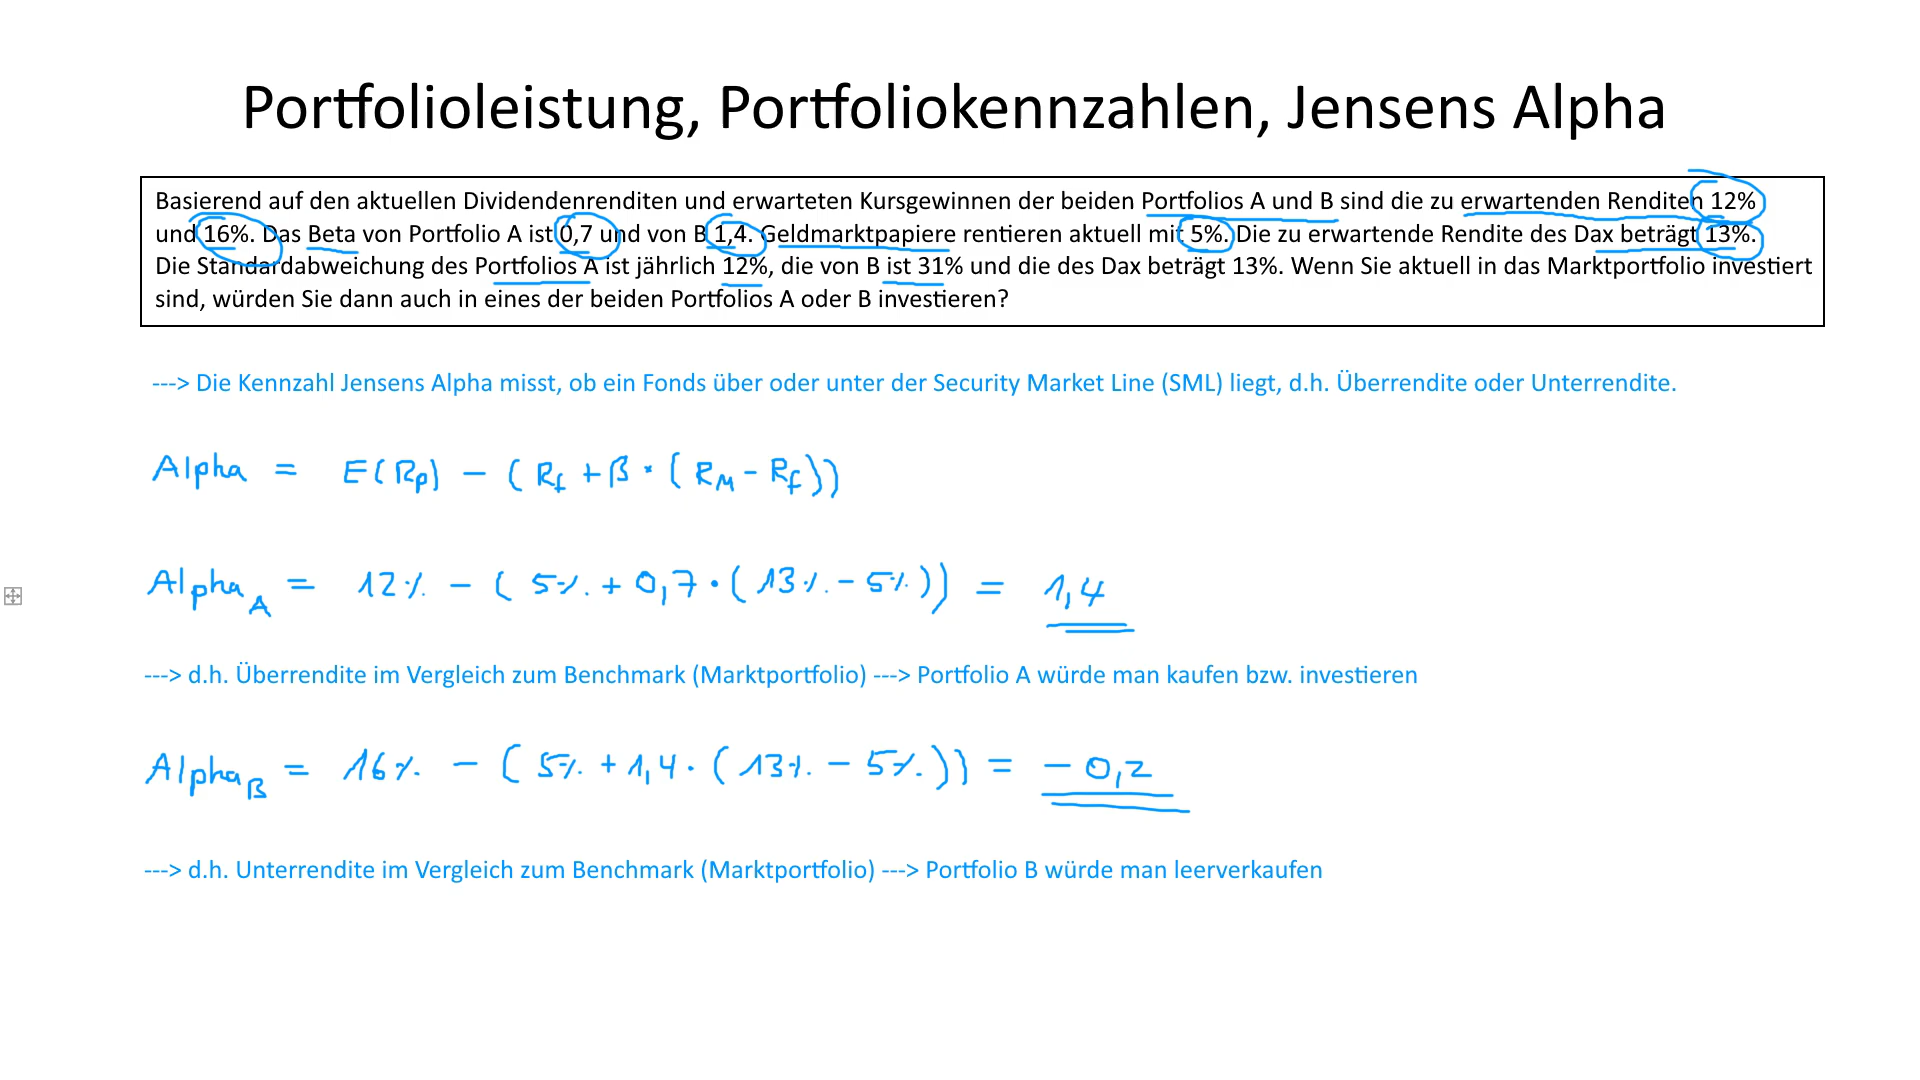 Portfolioleistung, Portfoliokennzahlen, Jensens Alpha
Basierend auf den aktuellen Dividendenrenditen und erwarteten Kursgewinnen der beiden Portfolios A und B sind die zu erwartenden Renditen 12%
und 16%. Das Beta von Portfolio A ist 0,7 und von B 1,4. Geldmarktpapiere rentieren aktuell mit 5%. Die zu erwartende Rendite des Dax beträgt 13%.
Die Standardabweichung des Portfolios A ist jährlich 12%, die von B ist 31% und die des Dax beträgt 13%. Wenn Sie aktuell in das Marktportfolio investiert
sind, würden Sie dann auch in eines der beiden Portfolios A oder B investieren?
---> Die Kennzahl Jensens Alpha misst, ob ein Fonds über oder unter der Security Market Line (SML) liegt, d.h. Überrendite oder Unterrendite.
Alpha = E(Rp) - (Rf + β · (RM - Rf))
AlphaA = 12% - (5% + 0,7 · (13% - 5%)) = 1,4
---> d.h. Überrendite im Vergleich zum Benchmark (Marktportfolio) ---> Portfolio A würde man kaufen bzw. investieren
AlphaB = 16% - (5% + 1,4 · (13% - 5%)) = - 0,2
---> d.h. Unterrendite im Vergleich zum Benchmark (Marktportfolio) ---> Portfolio B würde man leerverkaufen